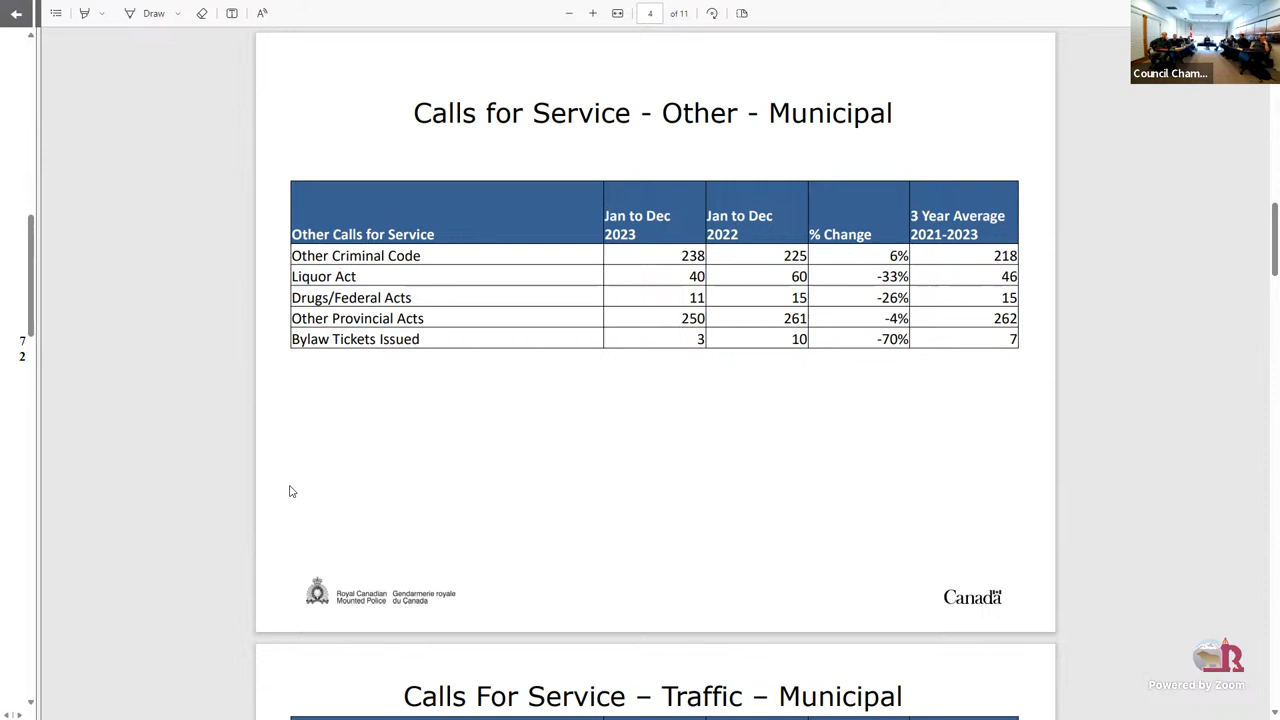 Draw
4
of 11
Council Cham...
Calls for Service - Other - Municipal
Other Calls for Service | Jan to Dec 2023 | Jan to Dec 2022 | % Change | 3 Year Average 2021-2023
Other Criminal Code | 238 | 225 | 6% | 218
Liquor Act | 40 | 60 | -33% | 46
Drugs/Federal Acts | 11 | 15 | -26% | 15
Other Provincial Acts | 250 | 261 | -4% | 262
Bylaw Tickets Issued | 3 | 10 | -70% | 7
7
2
Royal Canadian Gendarmerie royale
Mounted Police du Canada
Canada
R
Powered by Zoom
Calls For Service – Traffic – Municipal